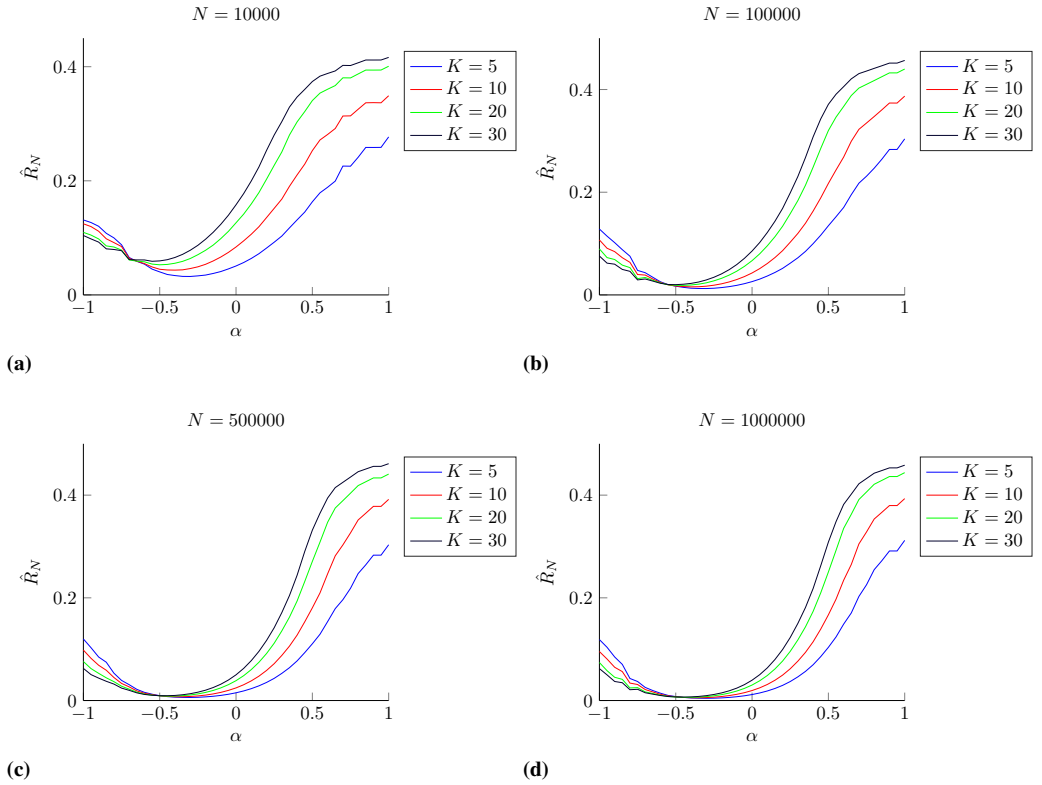 N = 10000
0.4
0.2
0
R̂_N
−1
−0.5
0
0.5
1
α
K = 5
K = 10
K = 20
K = 30
(a)
N = 100000
0.4
0.2
0
R̂_N
−1
−0.5
0
0.5
1
α
K = 5
K = 10
K = 20
K = 30
(b)
N = 500000
0.4
0.2
0
R̂_N
−1
−0.5
0
0.5
1
α
K = 5
K = 10
K = 20
K = 30
(c)
N = 1000000
0.4
0.2
0
R̂_N
−1
−0.5
0
0.5
1
α
K = 5
K = 10
K = 20
K = 30
(d)